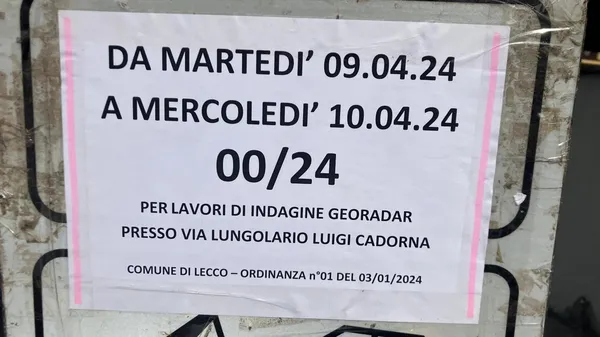 DA MARTEDI’ 09.04.24
A MERCOLEDI’ 10.04.24
00/24
PER LAVORI DI INDAGINE GEORADAR
PRESSO VIA LUNGOLARIO LUIGI CADORNA
COMUNE DI LECCO – ORDINANZA n°01 DEL 03/01/2024